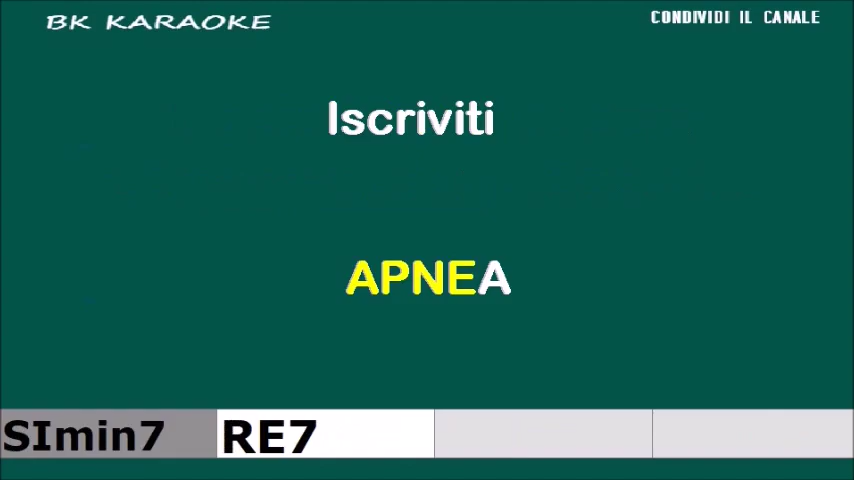 BK KARAOKE
CONDIVIDI IL CANALE
Iscriviti
APNEA
SImin7 RE7